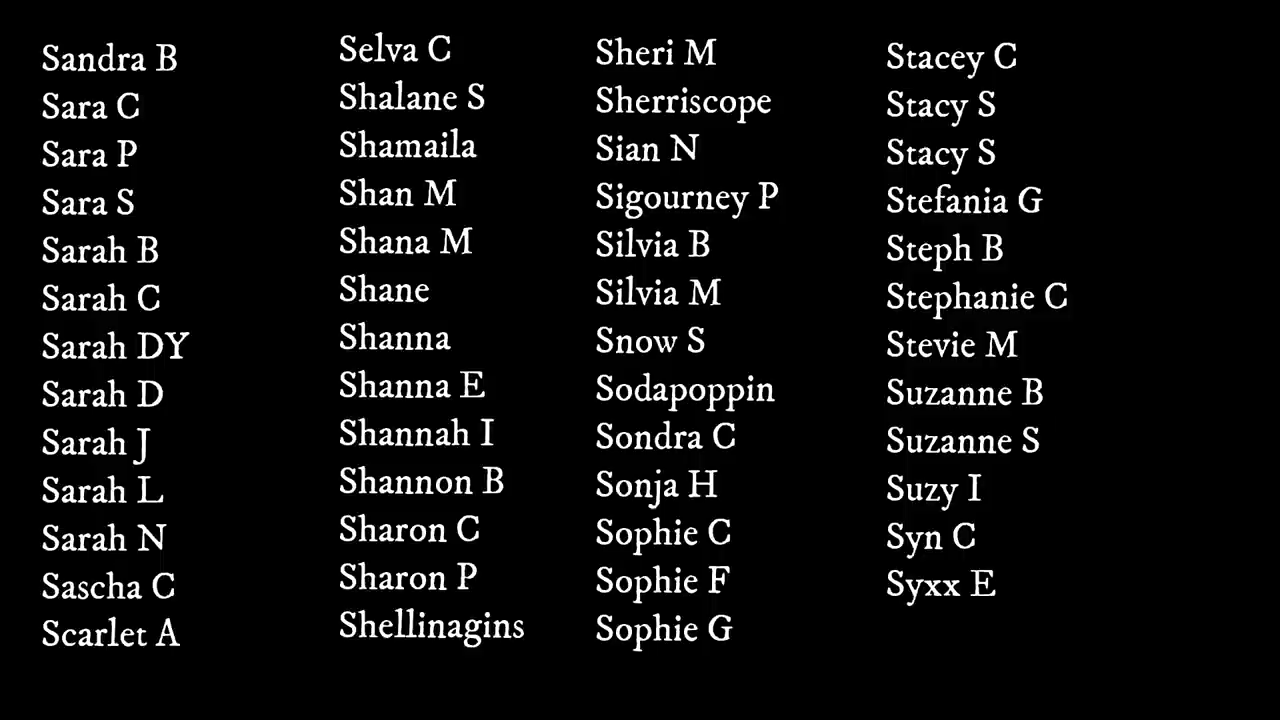 Sandra B
Sara C
Sara P
Sara S
Sarah B
Sarah C
Sarah DY
Sarah D
Sarah J
Sarah L
Sarah N
Sascha C
Scarlet A
Selva C
Shalane S
Shamaila
Shan M
Shana M
Shane
Shanna
Shanna E
Shannah I
Shannon B
Sharon C
Sharon P
Shellinagins
Sheri M
Sherriscope
Sian N
Sigourney P
Silvia B
Silvia M
Snow S
Sodapoppin
Sondra C
Sonja H
Sophie C
Sophie F
Sophie G
Stacey C
Stacy S
Stacy S
Stefania G
Steph B
Stephanie C
Stevie M
Suzanne B
Suzanne S
Suzy I
Syn C
Syxx E